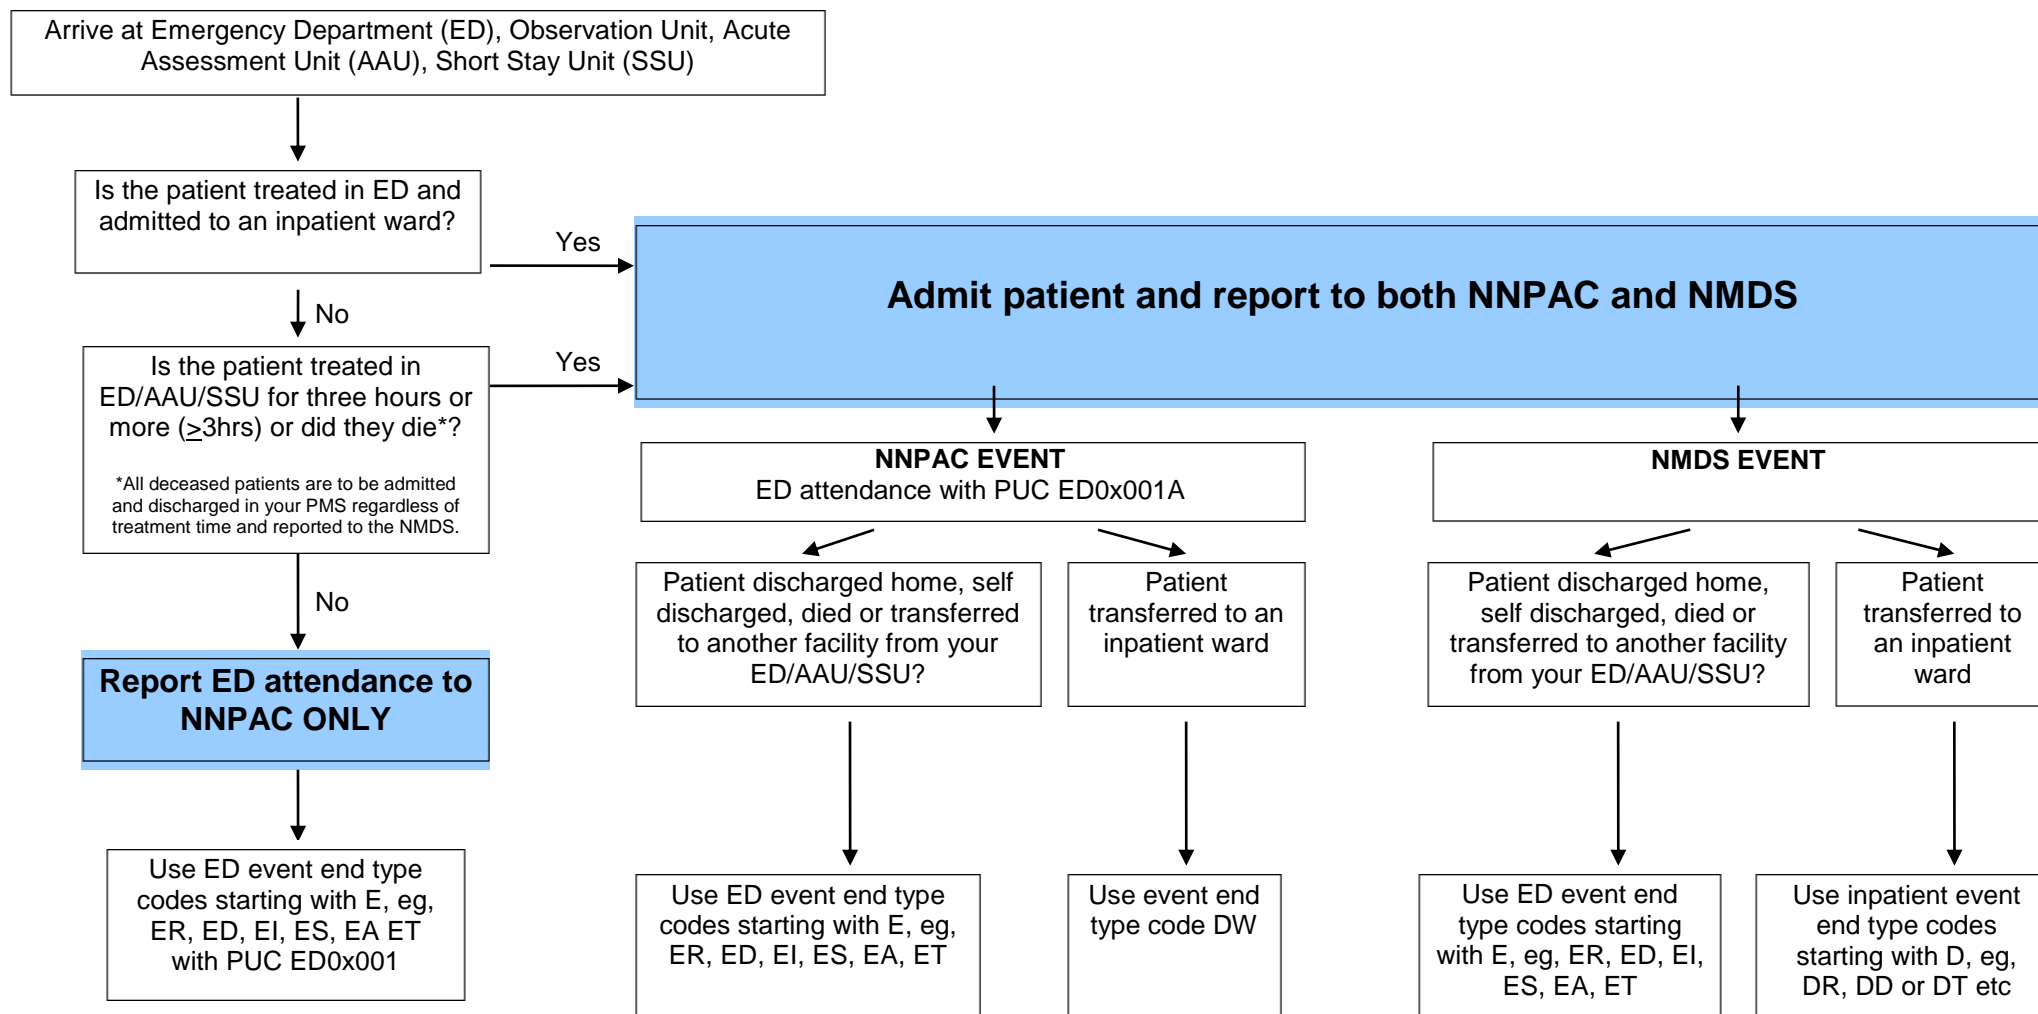 Arrive at Emergency Department (ED), Observation Unit, Acute
Assessment Unit (AAU), Short Stay Unit (SSU)
Is the patient treated in ED and
admitted to an inpatient ward?
Yes
Admit patient and report to both NNPAC and NMDS
No
Is the patient treated in
ED/AAU/SSU for three hours or
more (≥3hrs) or did they die*?
*All deceased patients are to be admitted
and discharged in your PMS regardless of
treatment time and reported to the NMDS.
Yes
No
Report ED attendance to
NNPAC ONLY
Use ED event end type
codes starting with E, eg,
ER, ED, EI, ES, EA ET
with PUC ED0x001
NNPAC EVENT
ED attendance with PUC ED0x001A
Patient discharged home, self
discharged, died or transferred
to another facility from your
ED/AAU/SSU?
Patient
transferred to an
inpatient ward
Use ED event end type
codes starting with E, eg,
ER, ED, EI, ES, EA, ET
Use event end
type code DW
NMDS EVENT
Patient discharged home,
self discharged, died or
transferred to another facility
from your ED/AAU/SSU?
Patient
transferred to
an inpatient
ward
Use ED event end
type codes starting
with E, eg, ER, ED, EI,
ES, EA, ET
Use inpatient event
end type codes
starting with D, eg,
DR, DD or DT etc